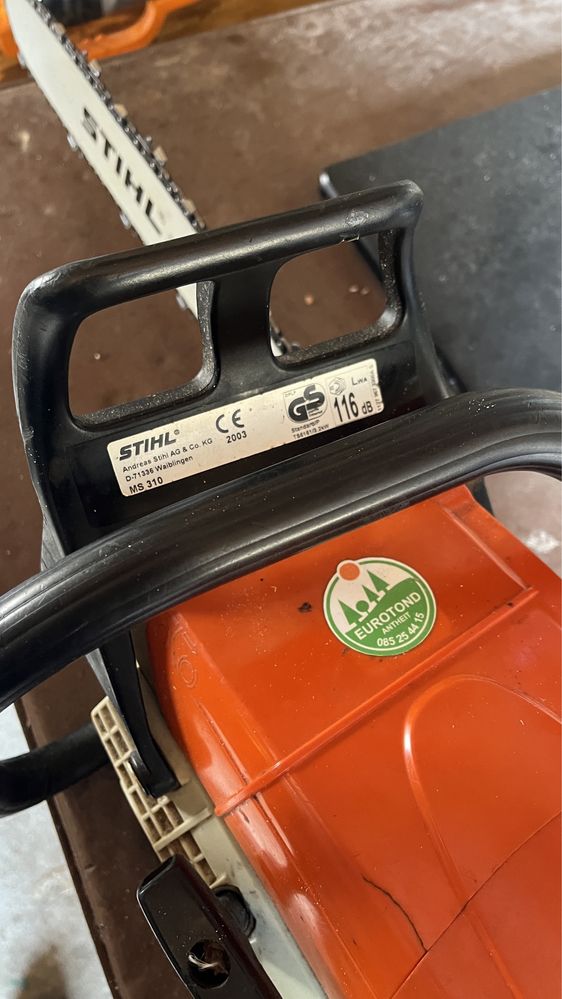 STIHL
STIHL®
Andreas Stihl AG & Co. KG
D-71336 Waiblingen
MS 310
CE
2003
GS
LWA
116 dB
EUROTOND
ANTHEIT
085 25 44 15